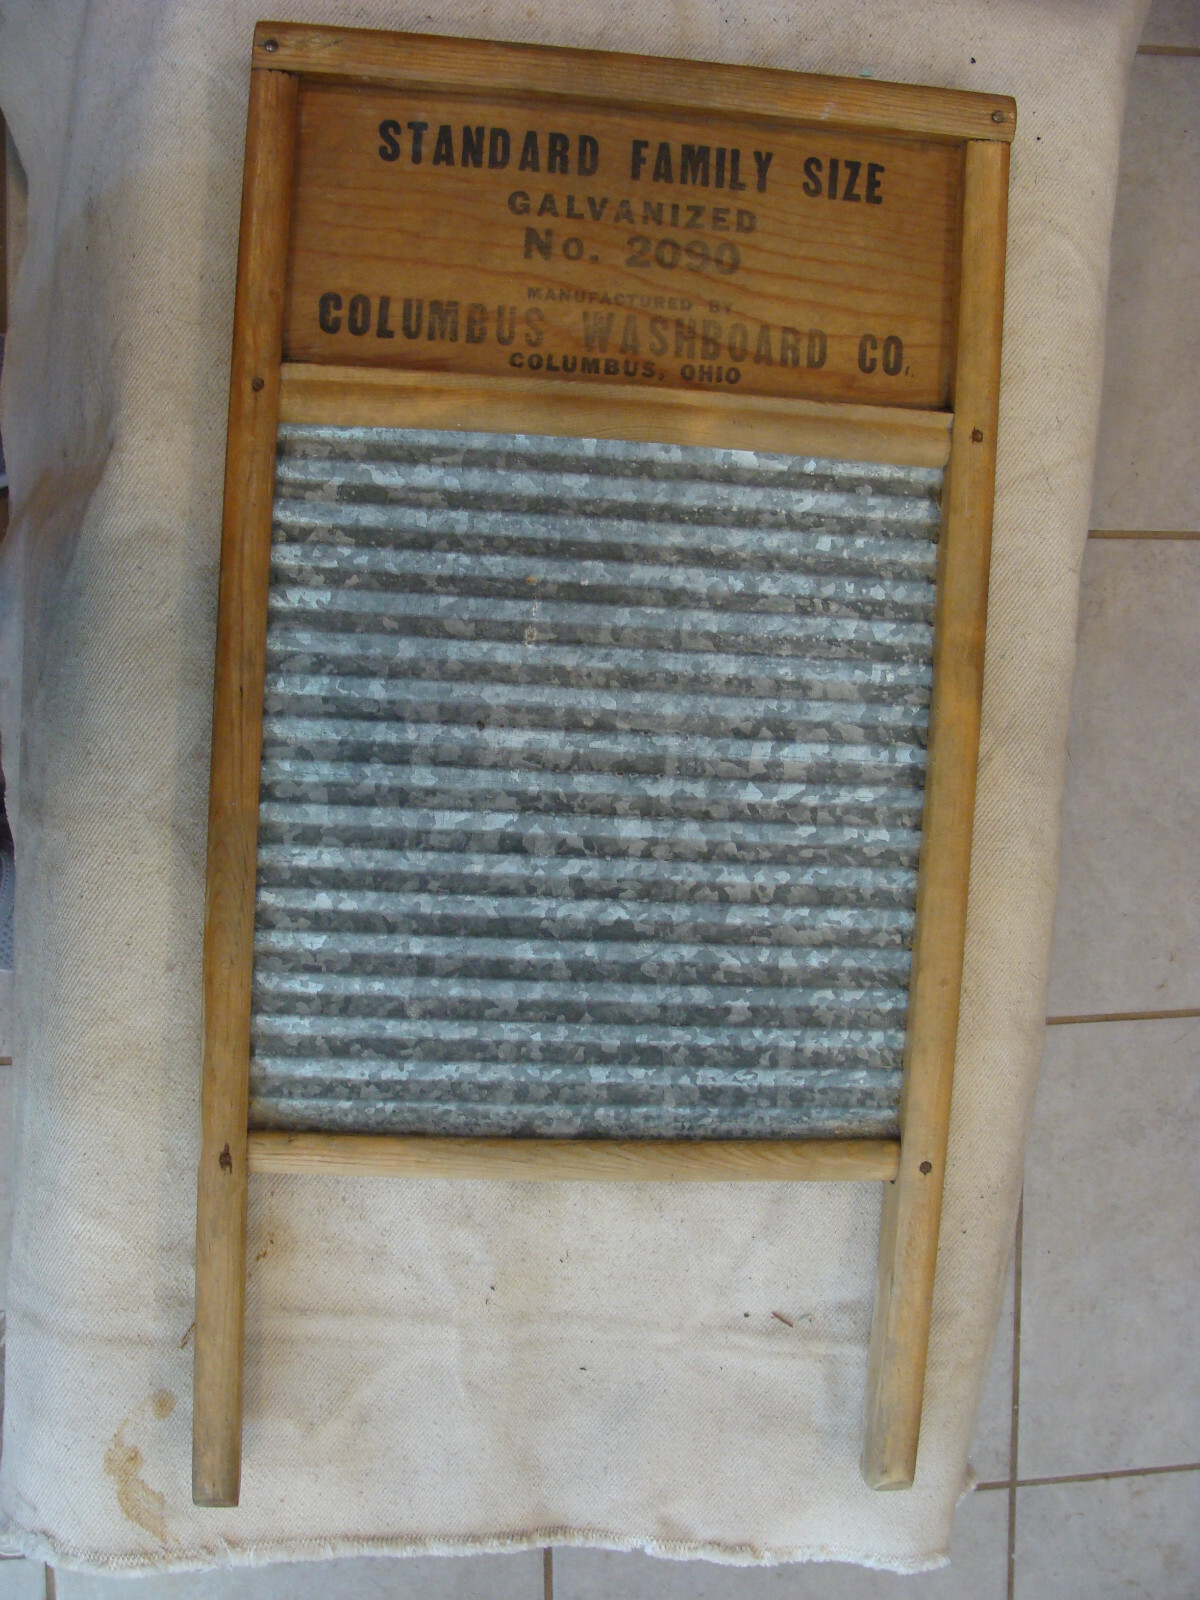 STANDARD FAMILY SIZE
GALVANIZED
No. 2090
MANUFACTURED BY
COLUMBUS WASHBOARD CO.
COLUMBUS, OHIO